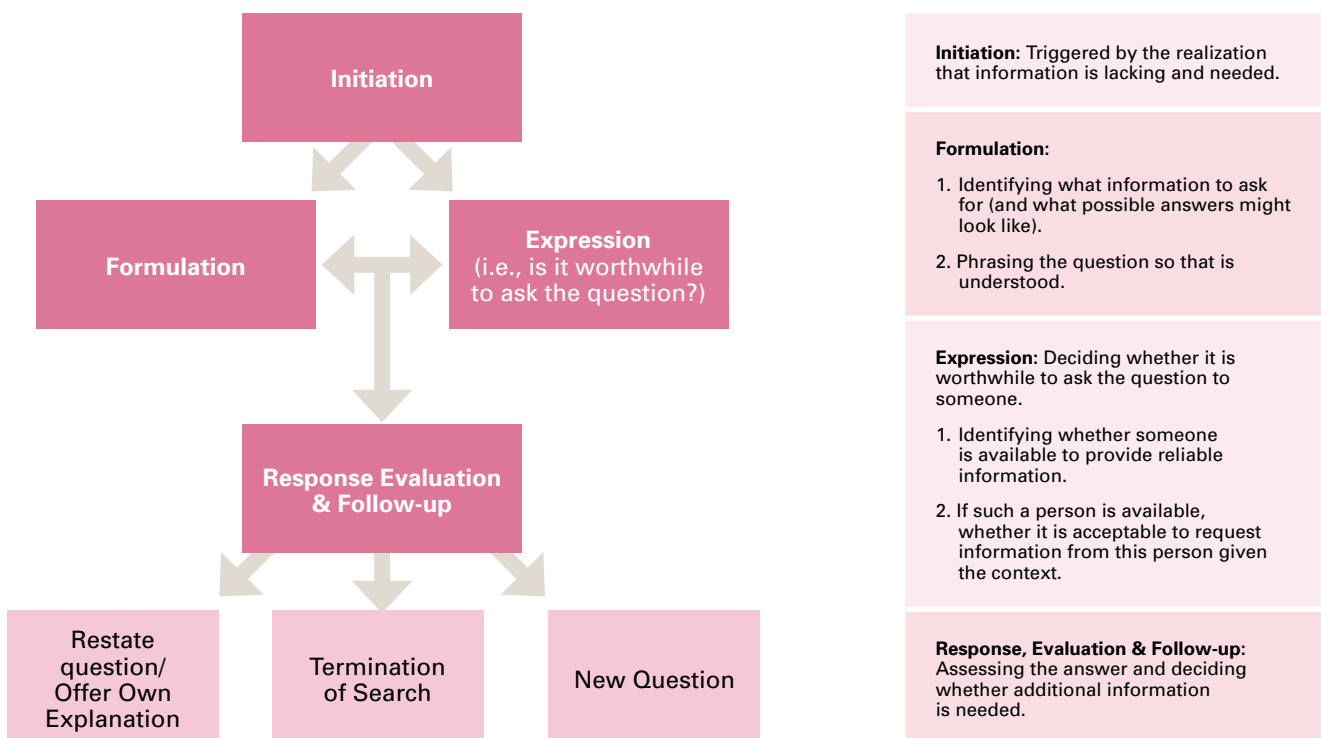 Initiation
Formulation
Expression
(i.e., is it worthwhile
to ask the question?)
Response Evaluation
& Follow-up
Restate
question/
Offer Own
Explanation
Termination
of Search
New Question
Initiation: Triggered by the realization
that information is lacking and needed.
Formulation:
1. Identifying what information to ask
for (and what possible answers might
look like).
2. Phrasing the question so that is
understood.
Expression: Deciding whether it is
worthwhile to ask the question to
someone.
1. Identifying whether someone
is available to provide reliable
information.
2. If such a person is available,
whether it is acceptable to request
information from this person given
the context.
Response, Evaluation & Follow-up:
Assessing the answer and deciding
whether additional information
is needed.